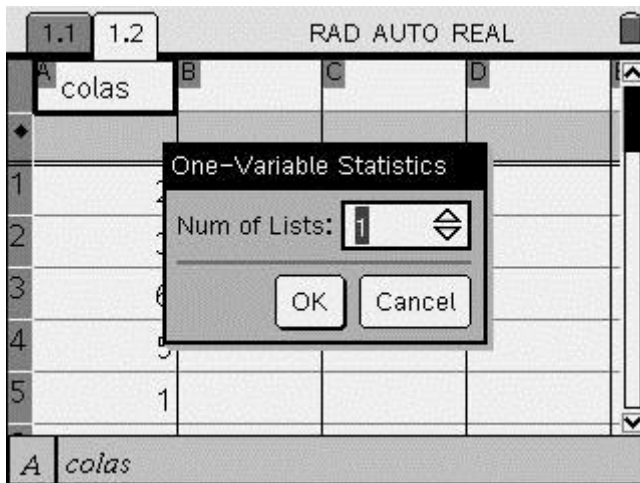 1.1 1.2 RAD AUTO REAL
A colas B C D
One-Variable Statistics
1
Num of Lists: 1
2
3
OK Cancel
4
5 1
A colas